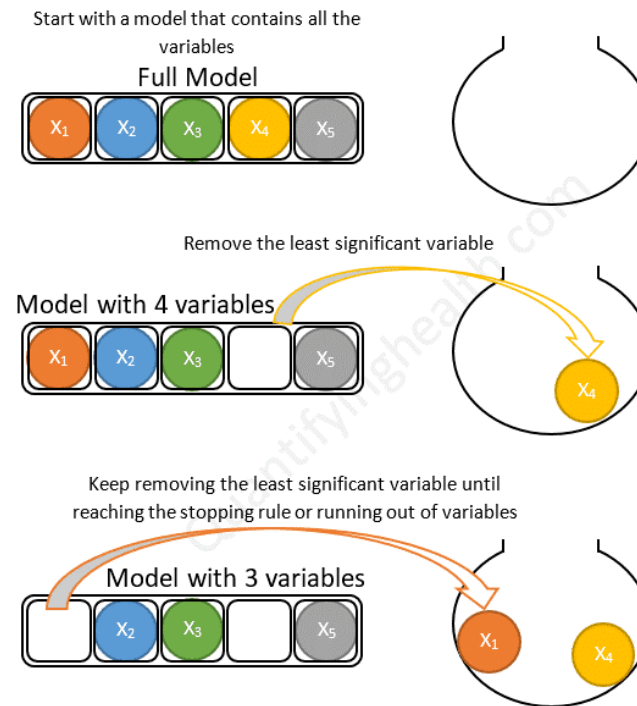 Start with a model that contains all the
variables
Full Model
X₁ X₂ X₃ X₄ X₅
Remove the least significant variable
Model with 4 variables
X₁ X₂ X₃ X₅
X₄
Keep removing the least significant variable until
reaching the stopping rule or running out of variables
Model with 3 variables
X₂ X₃ X₅
X₁ X₄
Quantifyinghealth.com